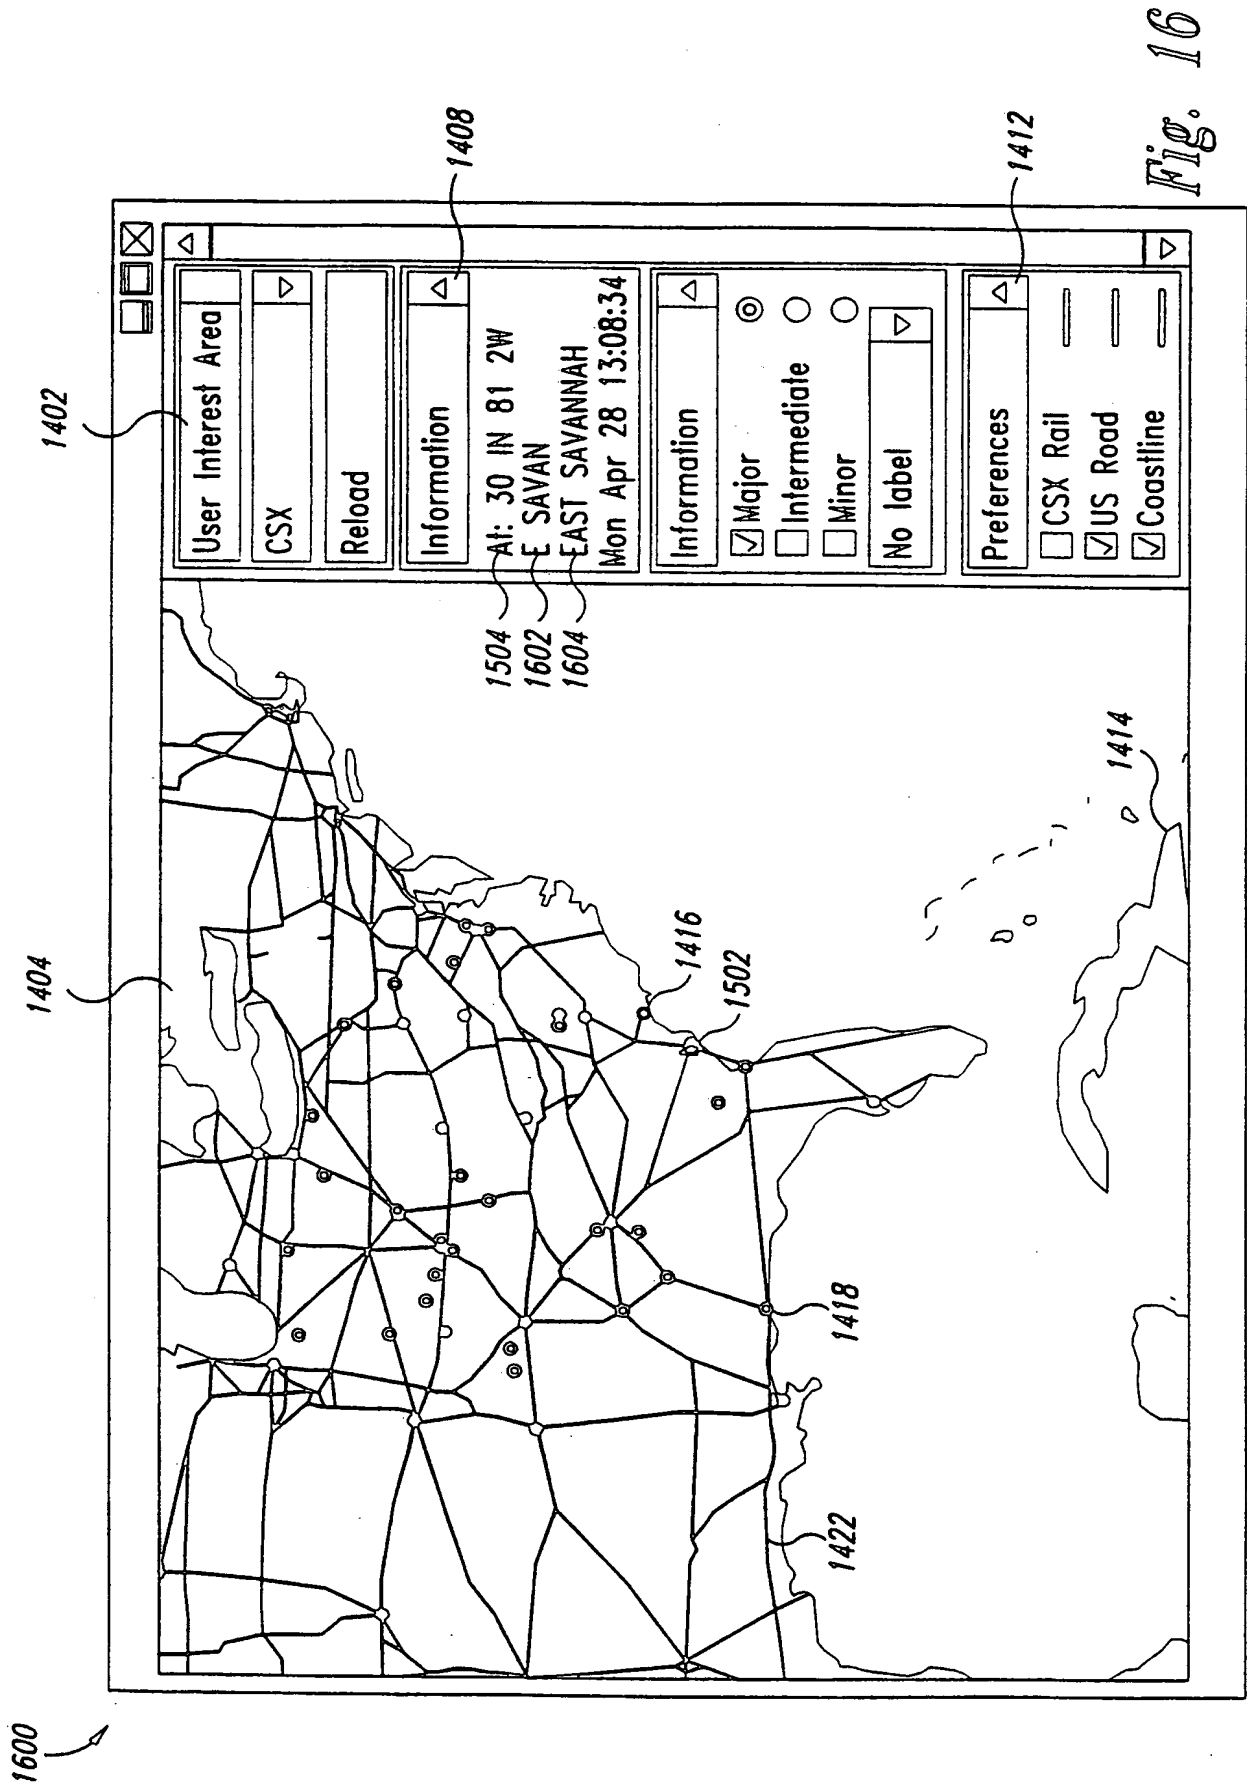 1600
1402
1404
User Interest Area
CSX
Reload
1408
Information
1504
At: 30 IN 81 2W
1602
E SAVAN
1604
EAST SAVANNAH
Mon Apr 28 13:08:34
Information
Major
Intermediate
Minor
No label
1412
Preferences
CSX Rail
US Road
Coastline
1416
1502
1418
1422
1414
Fig. 16